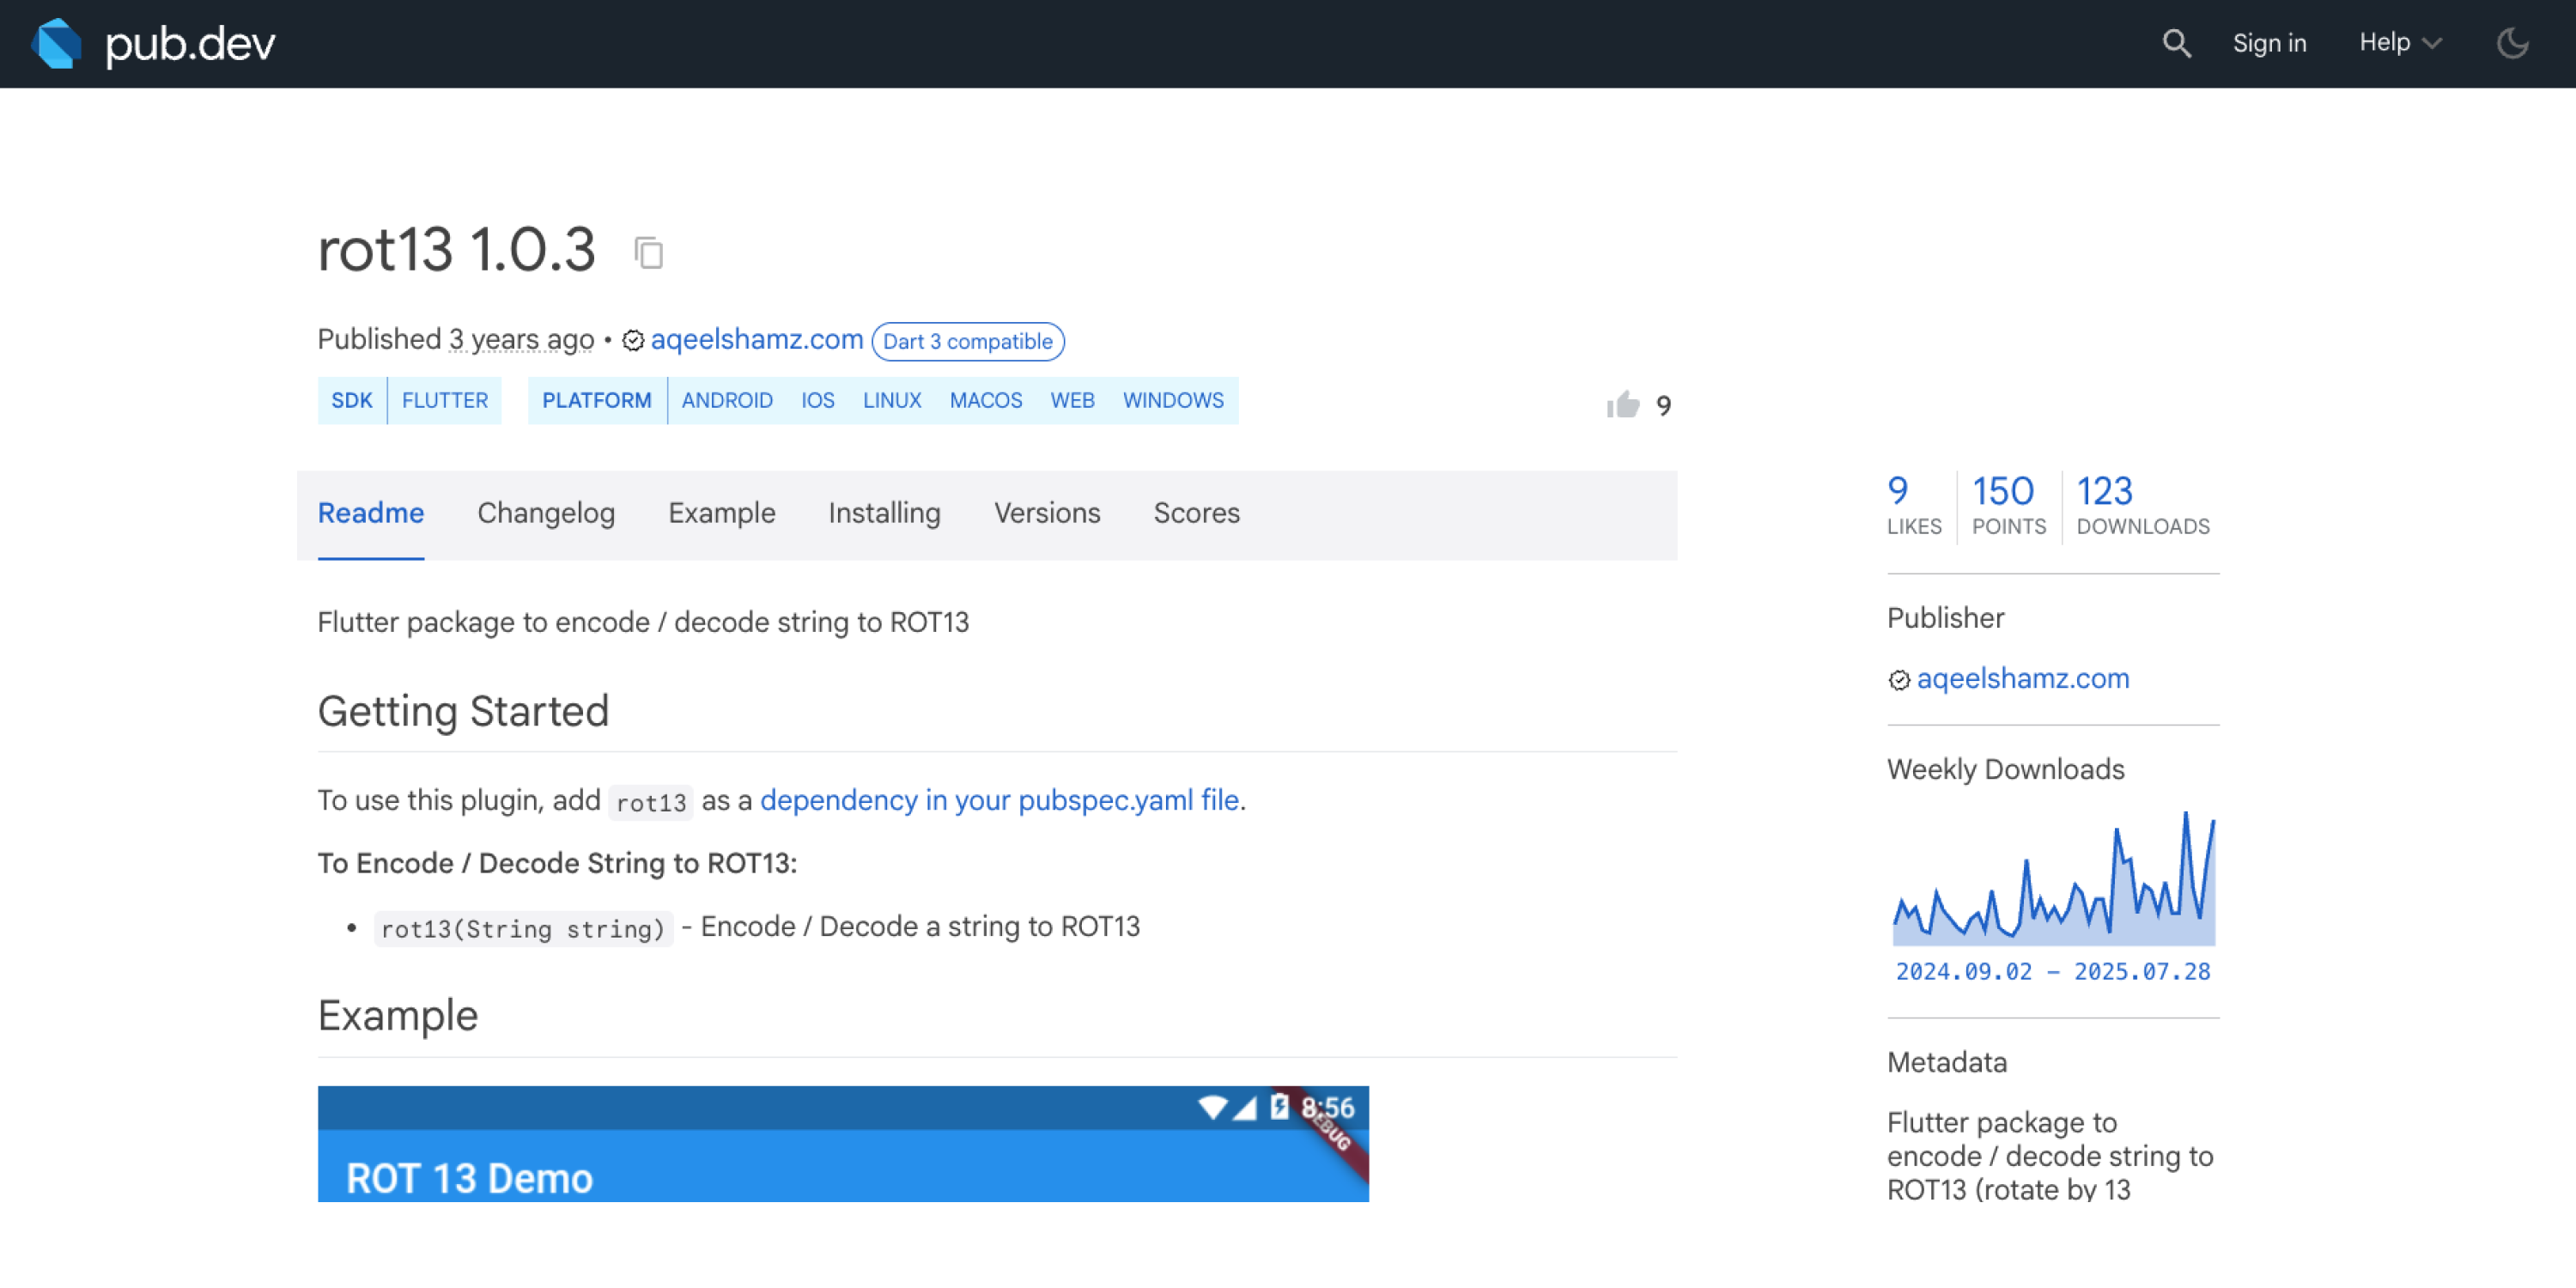 pub.dev
Sign in
Help
rot13 1.0.3
Published 3 years ago • aqeelshamz.com Dart 3 compatible
SDK FLUTTER PLATFORM ANDROID IOS LINUX MACOS WEB WINDOWS
9
Readme Changelog Example Installing Versions Scores
Flutter package to encode / decode string to ROT13
Getting Started
To use this plugin, add rot13 as a dependency in your pubspec.yaml file.
To Encode / Decode String to ROT13:
• rot13(String string) - Encode / Decode a string to ROT13
Example
8:56
DEBUG
ROT 13 Demo
9 150 123
LIKES POINTS DOWNLOADS
Publisher
aqeelshamz.com
Weekly Downloads
2024.09.02 – 2025.07.28
Metadata
Flutter package to
encode / decode string to
ROT13 (rotate by 13